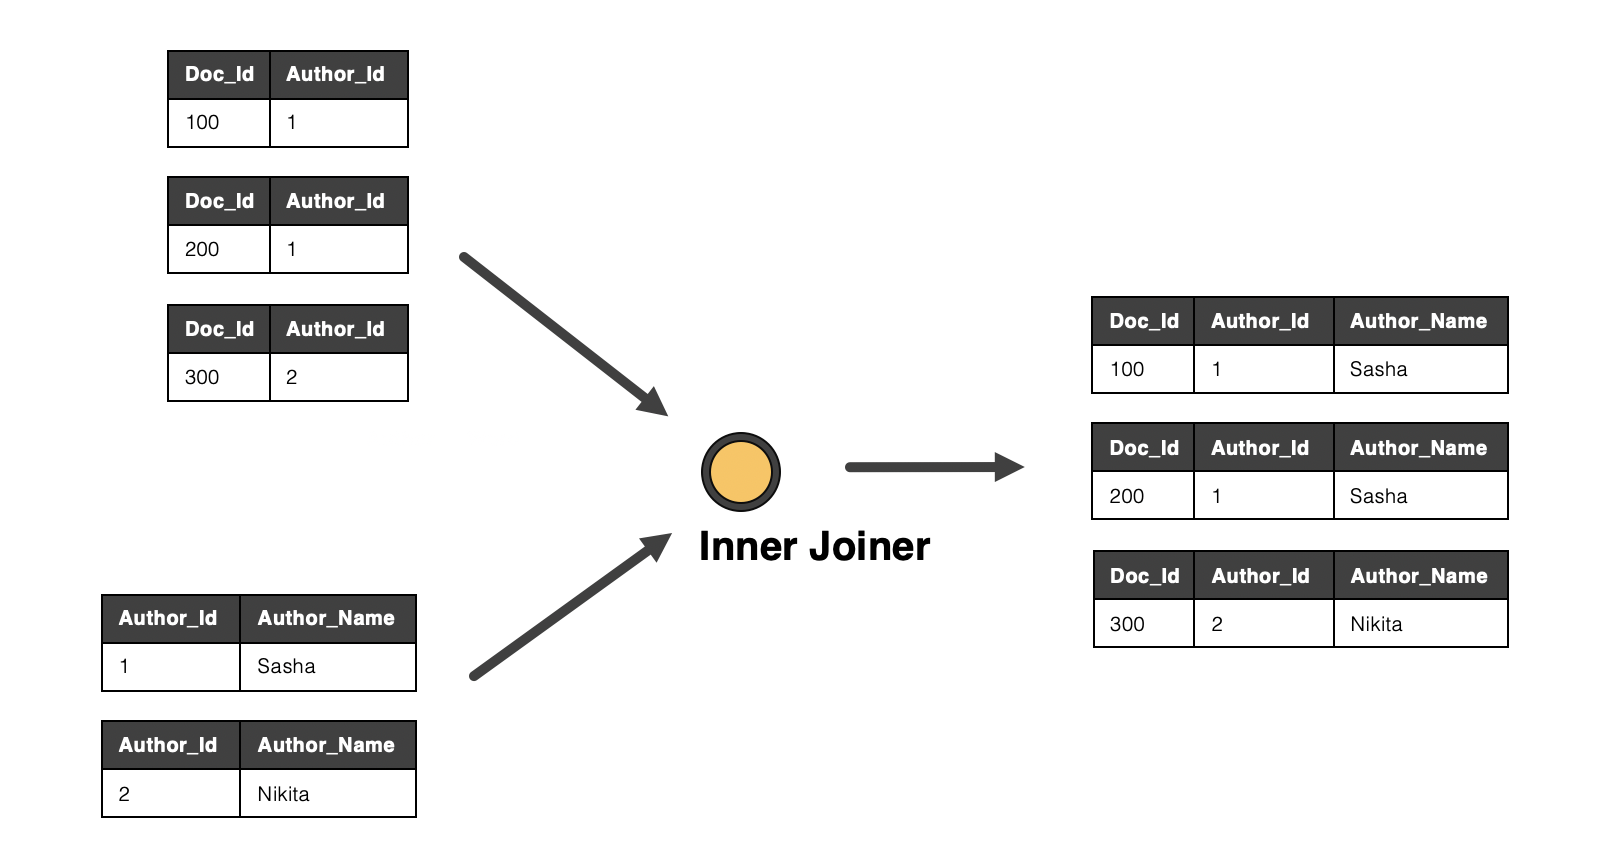 Doc_Id Author_Id
100 1
Doc_Id Author_Id
200 1
Doc_Id Author_Id
300 2
Author_Id Author_Name
1 Sasha
Author_Id Author_Name
2 Nikita
Inner Joiner
Doc_Id Author_Id Author_Name
100 1 Sasha
Doc_Id Author_Id Author_Name
200 1 Sasha
Doc_Id Author_Id Author_Name
300 2 Nikita